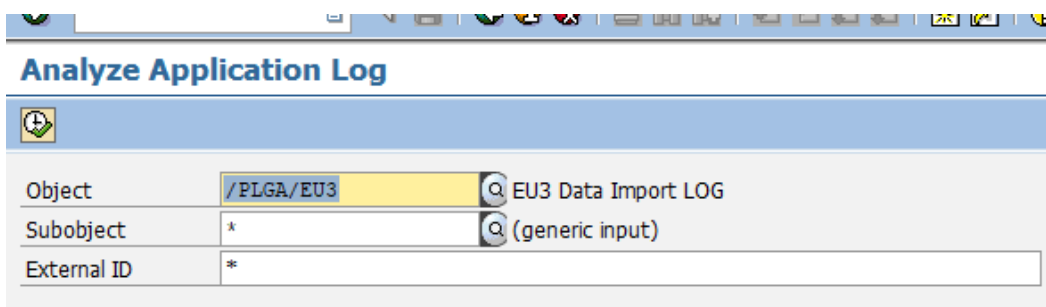 Analyze Application Log
Object /PLGA/EU3 EU3 Data Import LOG
Subobject * (generic input)
External ID *